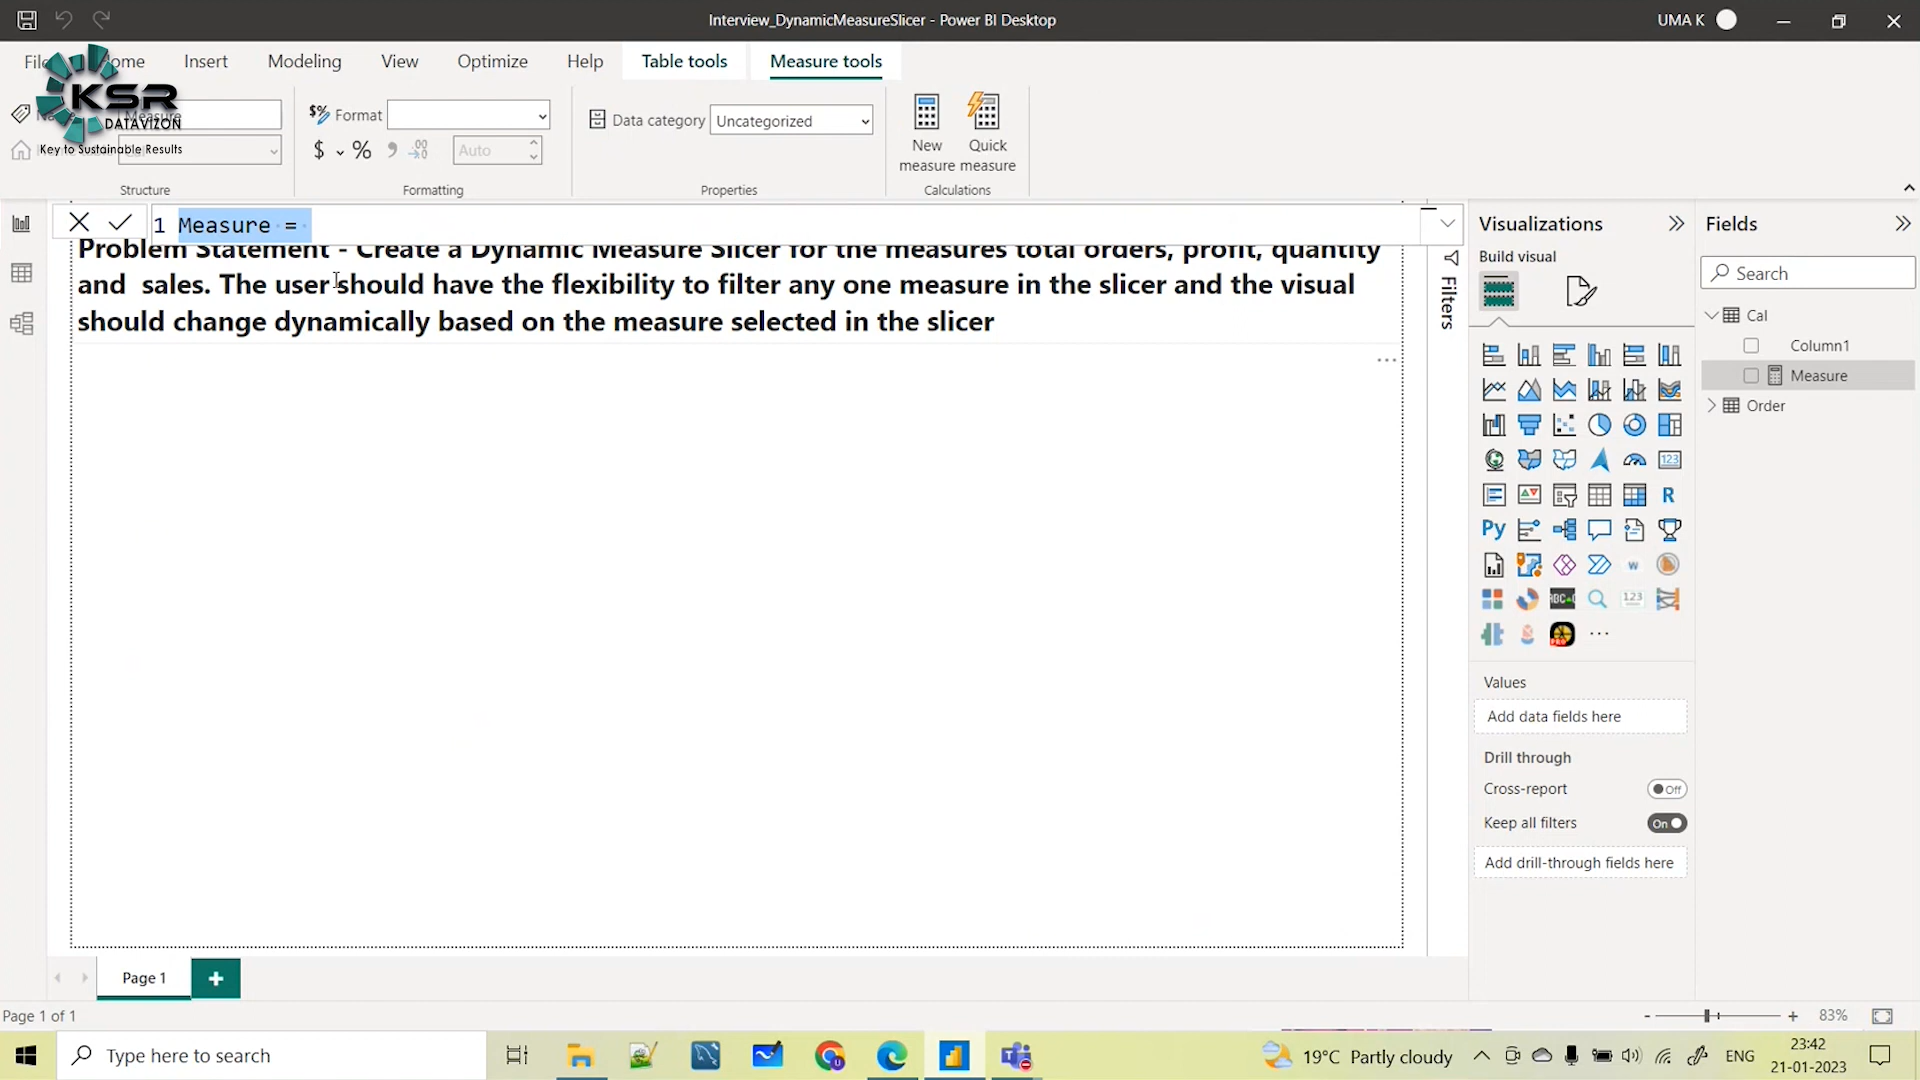 Interview_DynamicMeasureSlicer - Power BI Desktop
UMA K
File
Home
Insert
Modeling
View
Optimize
Help
Table tools
Measure tools
KSR
DATAVIZON
Key to Sustainable Results
Measure
Format
Data category
Uncategorized
$
%
Auto
New
measure
Quick
measure
Structure
Formatting
Properties
Calculations
1 Measure =
Problem Statement - Create a Dynamic Measure Slicer for the measures total orders, profit, quantity
and sales. The user should have the flexibility to filter any one measure in the slicer and the visual
should change dynamically based on the measure selected in the slicer
Filters
Visualizations
Build visual
R
Py
Values
Add data fields here
Drill through
Cross-report
Off
Keep all filters
On
Add drill-through fields here
Fields
Search
Cal
Column1
Measure
Order
Page 1
Page 1 of 1
83%
Type here to search
19°C Partly cloudy
ENG
23:42
21-01-2023